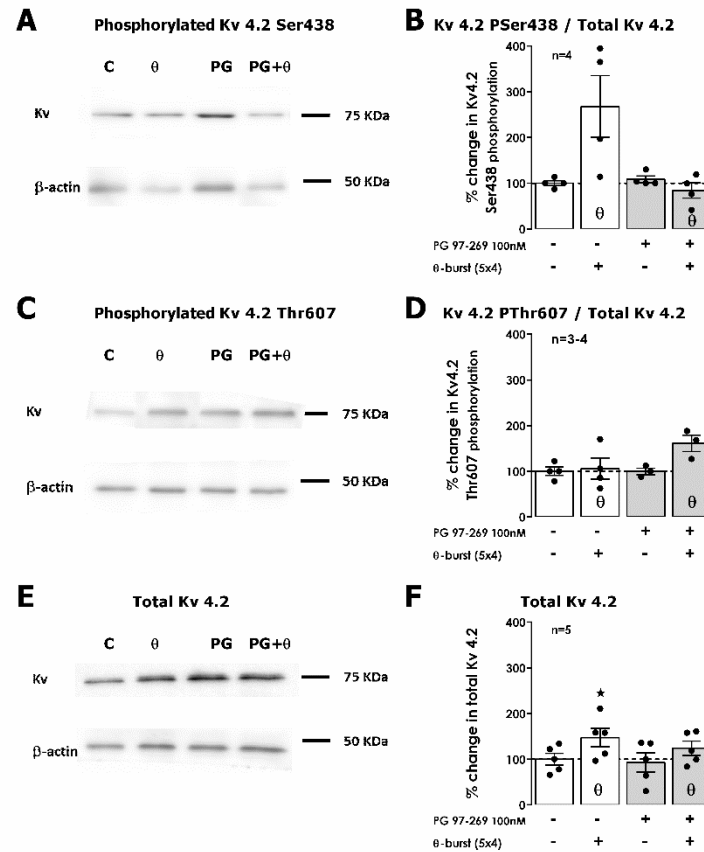 A Phosphorylated Kv 4.2 Ser438
C θ PG PG+θ
Kv 75 KDa
β-actin 50 KDa
B Kv 4.2 PSer438 / Total Kv 4.2
% change in Kv4.2
Ser438 phosphorylation
400
300
200
100
0
n=4
θ θ
PG 97-269 100nM - - + +
θ-burst (5x4) - + - +
C Phosphorylated Kv 4.2 Thr607
C θ PG PG+θ
Kv 75 KDa
β-actin 50 KDa
D Kv 4.2 PThr607 / Total Kv 4.2
% change in Kv4.2
Thr607 phosphorylation
400
300
200
100
0
n=3-4
θ θ
PG 97-269 100nM - - + +
θ-burst (5x4) - + - +
E Total Kv 4.2
C θ PG PG+θ
Kv 75 KDa
β-actin 50 KDa
F Total Kv 4.2
% change in total Kv 4.2
400
300
200
100
0
n=5
★
θ θ
PG 97-269 100nM - - + +
θ-burst (5x4) - + - +